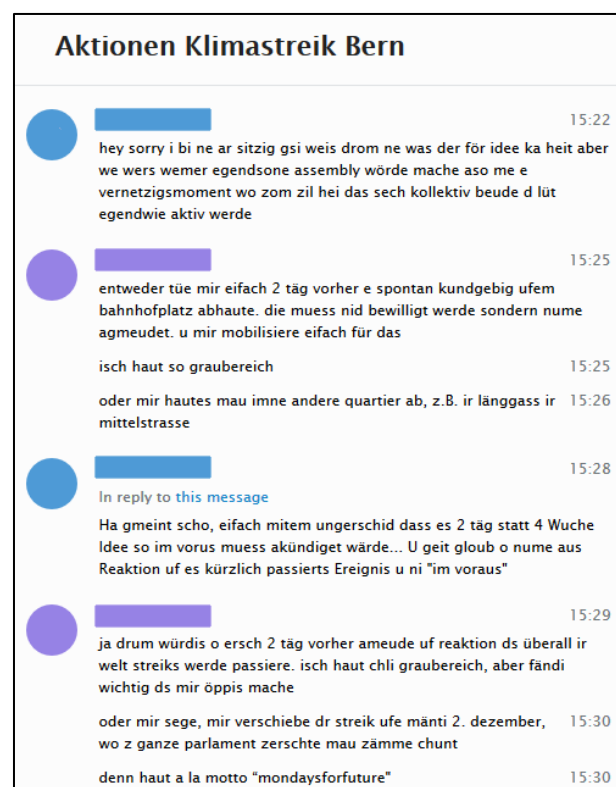 Aktionen Klimastreik Bern
15:22
hey sorry i bi ne ar sitzig gsi weis drom ne was der för idee ka heit aber
we wers wemer egendsone assembly wörde mache aso me e
vernetzigsmoment wo zom zil hei das sech kollektiv beude d lüt
egendwie aktiv werde
15:25
entweder tüe mir eifach 2 täg vorher e spontan kundgebig ufem
bahnhofplatz abhaute. die muess nid bewilligt werde sondern nume
agmeudet. u mir mobilisiere eifach für das
isch haut so graubereich 15:25
oder mir hautes mau imne andere quartier ab, z.B. ir länggass ir 15:26
mittelstrasse
15:28
In reply to this message
Ha gmeint scho, eifach mitem ungerschid dass es 2 täg statt 4 Wuche
Idee so im vorus muess aküngdiget wärde... U geit gloub o nume aus
Reaktion uf es kürzlich passierts Ereignis u ni "im voraus"
15:29
ja drum würdis o ersch 2 täg vorher ameude uf reaktion ds überall ir
welt streiks werde passiere. isch haut chli graubereich, aber fändi
wichtig ds mir öppis mache
oder mir sege, mir verschiebe dr streik ufe mänti 2. dezember, 15:30
wo z ganze parlament zerschte mau zämme chunt
denn haut a la motto “mondaysforfuture” 15:30